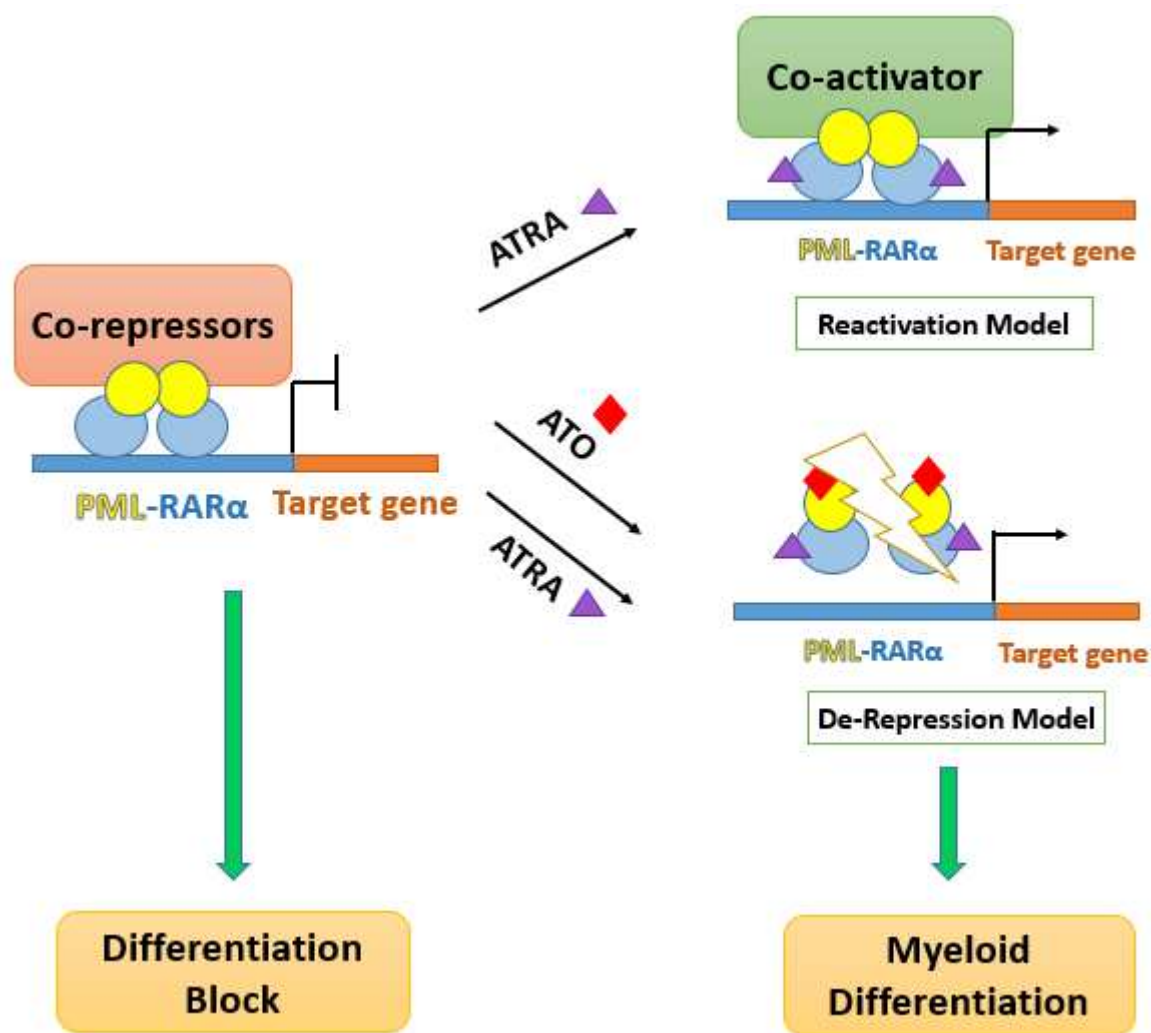 Co-activator
ATRA
PML-RARα Target gene
Reactivation Model
Co-repressors
PML-RARα Target gene
ATO
ATRA
PML-RARα Target gene
De-Repression Model
Differentiation
Block
Myeloid
Differentiation